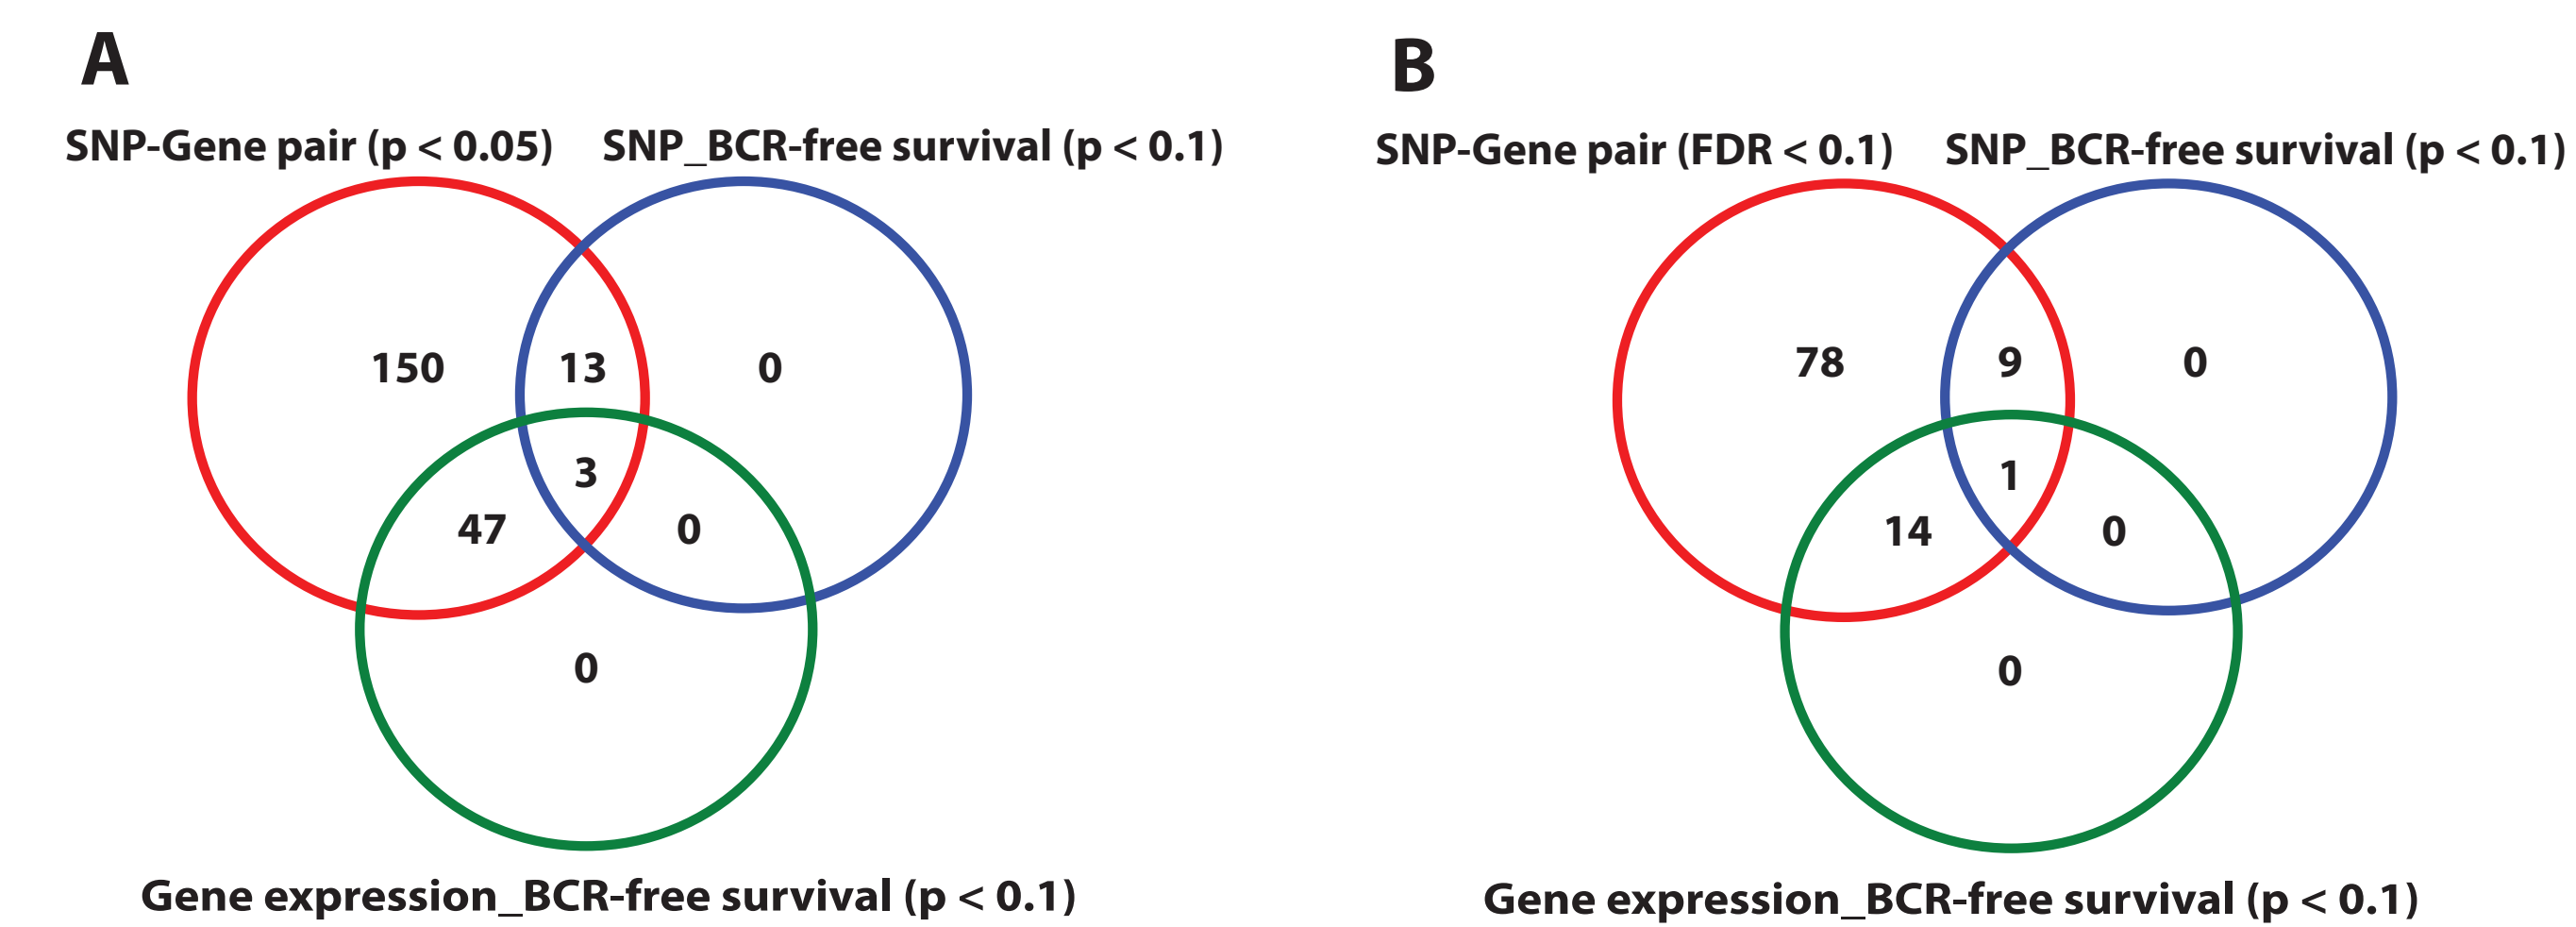 A
SNP-Gene pair (p < 0.05)
SNP_BCR-free survival (p < 0.1)
150
13
0
3
47
0
0
Gene expression_BCR-free survival (p < 0.1)
B
SNP-Gene pair (FDR < 0.1)
SNP_BCR-free survival (p < 0.1)
78
9
0
1
14
0
0
Gene expression_BCR-free survival (p < 0.1)